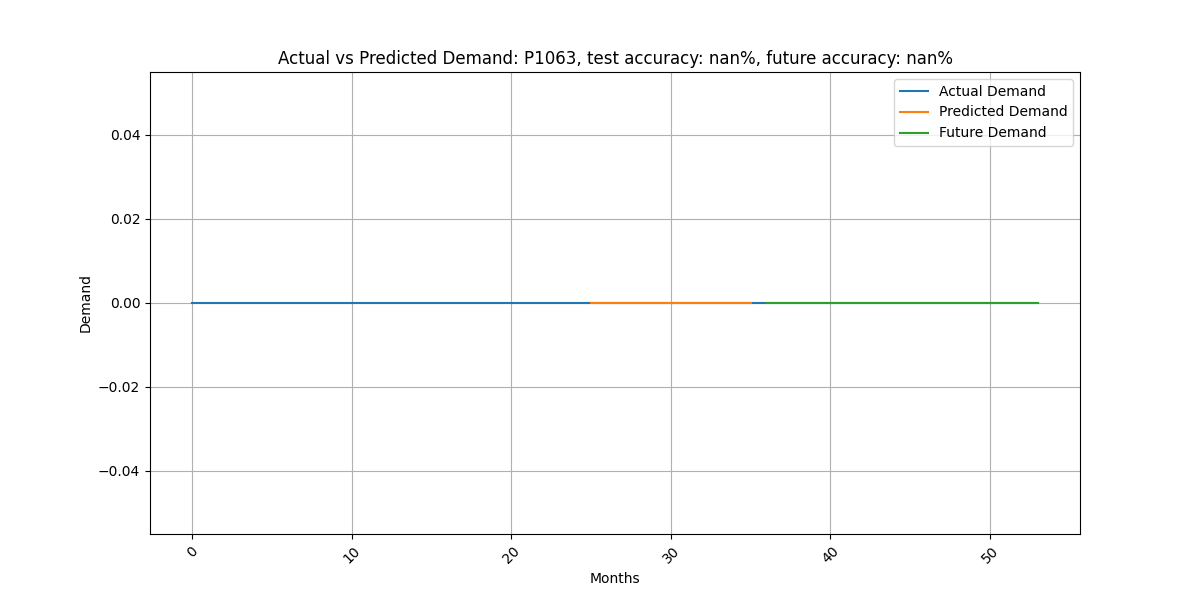 Actual vs Predicted Demand: P1063, test accuracy: nan%, future accuracy: nan%
Actual Demand
Predicted Demand
Future Demand
0.04
0.02
0.00
−0.02
−0.04
Demand
0
10
20
30
40
50
Months